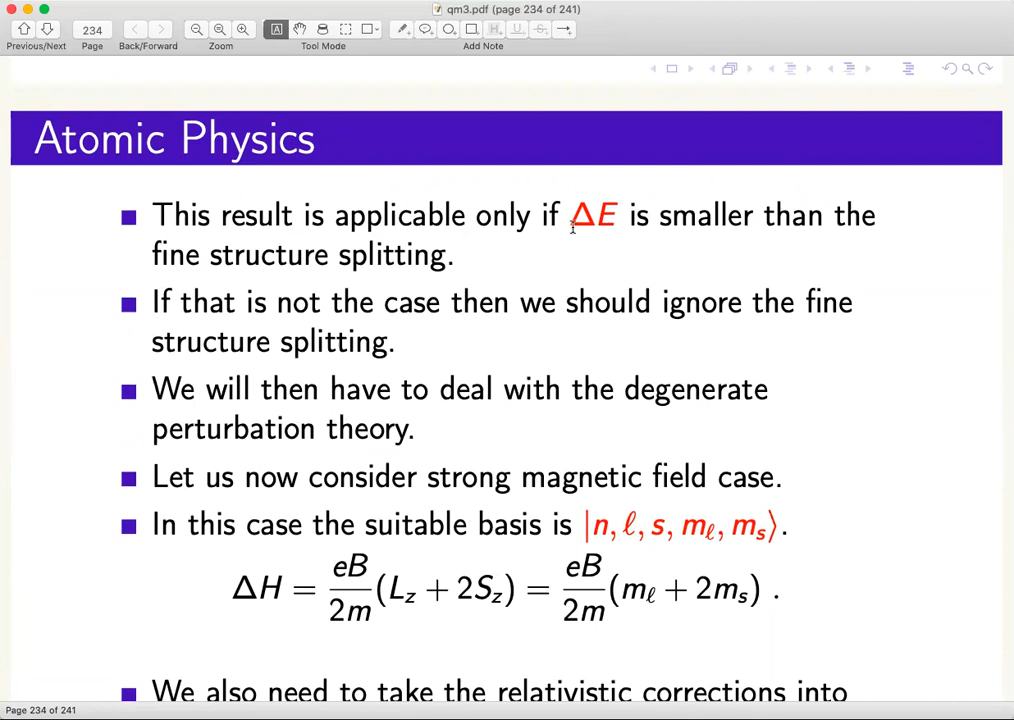 qm3.pdf (page 234 of 241)
234
Previous/Next Page Back/Forward Zoom Tool Mode Add Note
Atomic Physics
This result is applicable only if ΔE is smaller than the
fine structure splitting.
If that is not the case then we should ignore the fine
structure splitting.
We will then have to deal with the degenerate
perturbation theory.
Let us now consider strong magnetic field case.
In this case the suitable basis is |n, ℓ, s, mℓ, mₛ⟩.
ΔH = eB/2m (L_z + 2S_z) = eB/2m (mℓ + 2mₛ) .
We also need to take the relativistic corrections into
Page 234 of 241